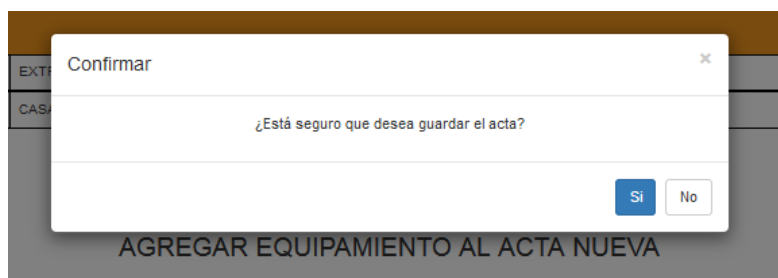 Confirmar ×
EXT
¿Está seguro que desea guardar el acta?
CASA
Si No
AGREGAR EQUIPAMIENTO AL ACTA NUEVA